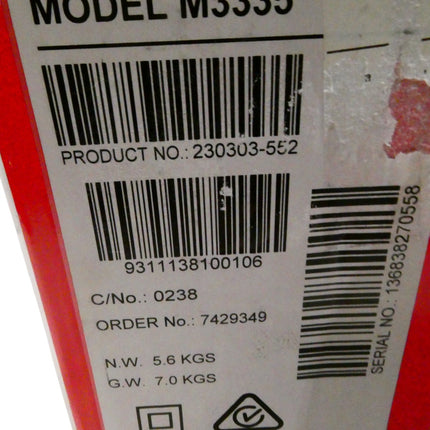 MODEL M3335
PRODUCT NO.: 230303-552
9311138100106
C/No.: 0238
ORDER No.: 7429349
N.W. 5.6 KGS
G.W. 7.0 KGS
SERIAL NO.: 136838270558